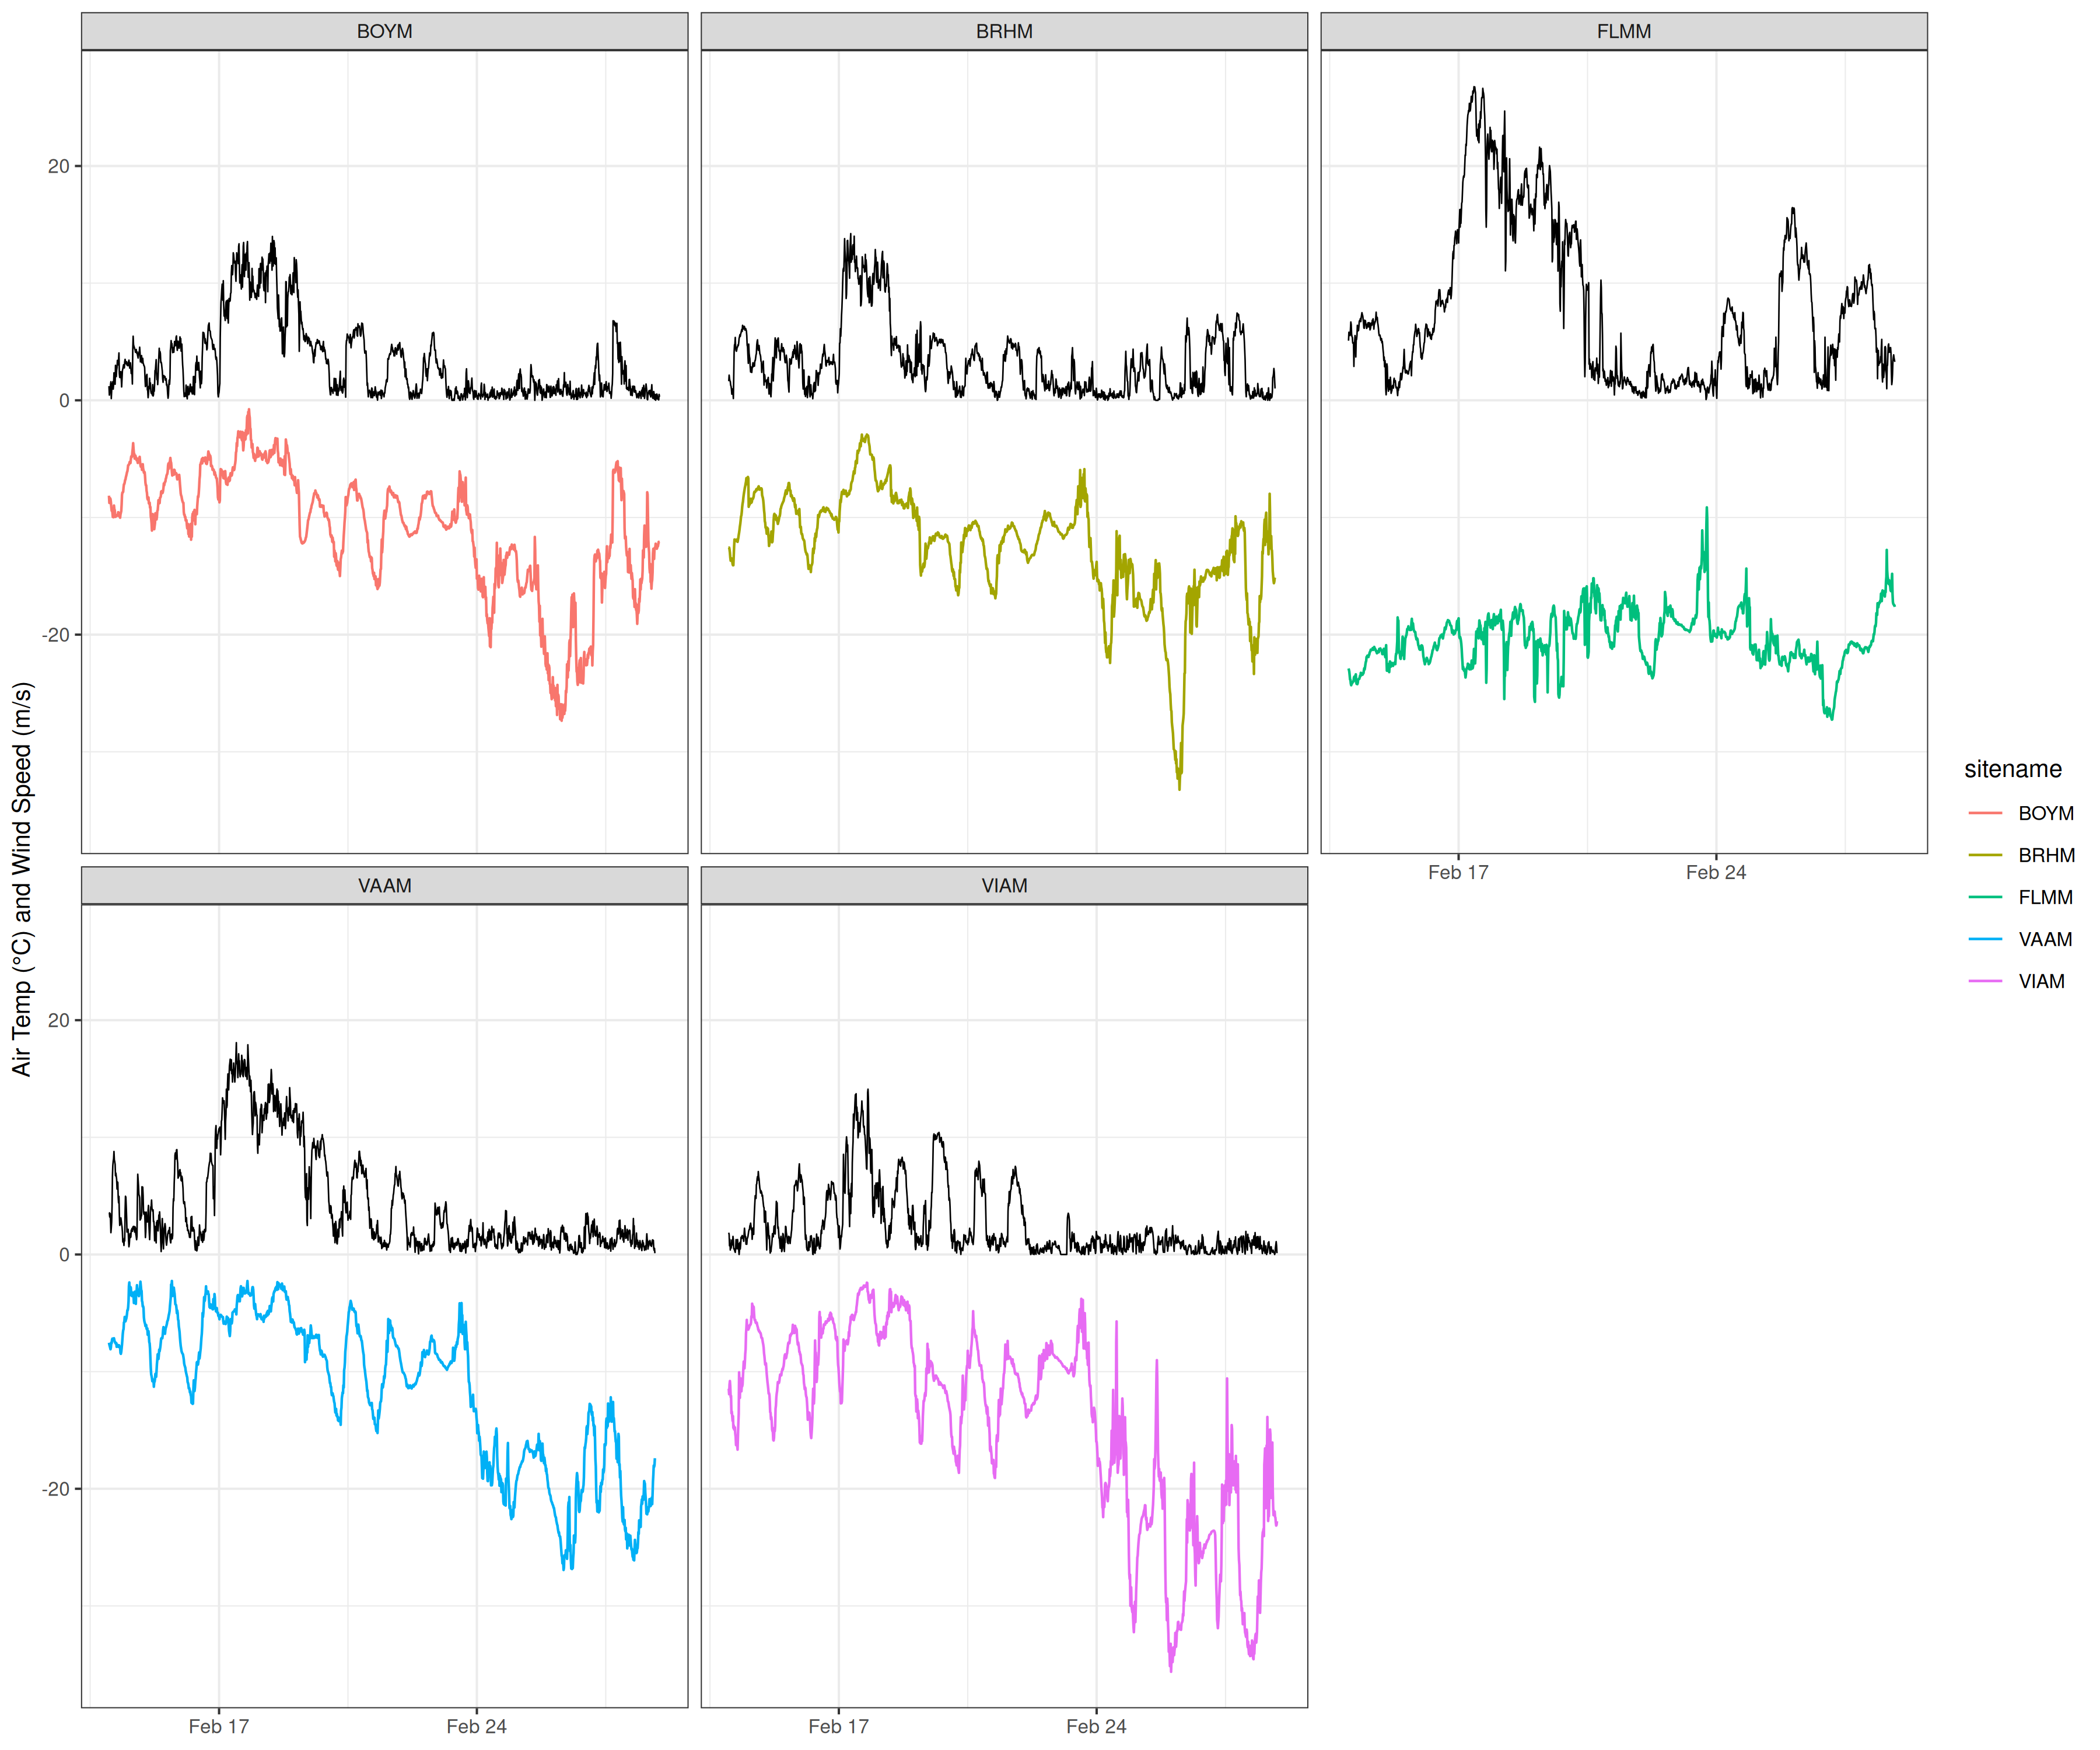 BOYM
BRHM
FLMM
20
0
-20
Feb 17
Feb 24
VAAM
VIAM
20
0
-20
Feb 17
Feb 24
Feb 17
Feb 24
Air Temp (°C) and Wind Speed (m/s)
sitename
BOYM
BRHM
FLMM
VAAM
VIAM